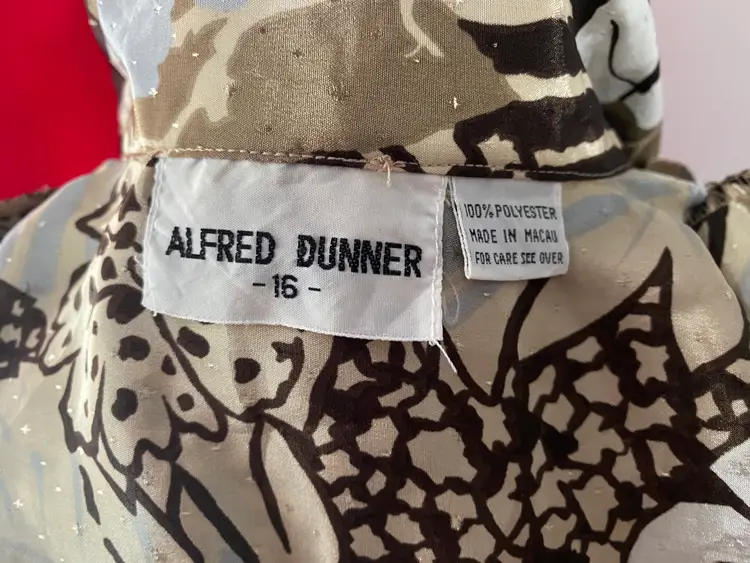 ALFRED DUNNER
- 16 -
100% POLYESTER
MADE IN MACAU
FOR CARE SEE OVER